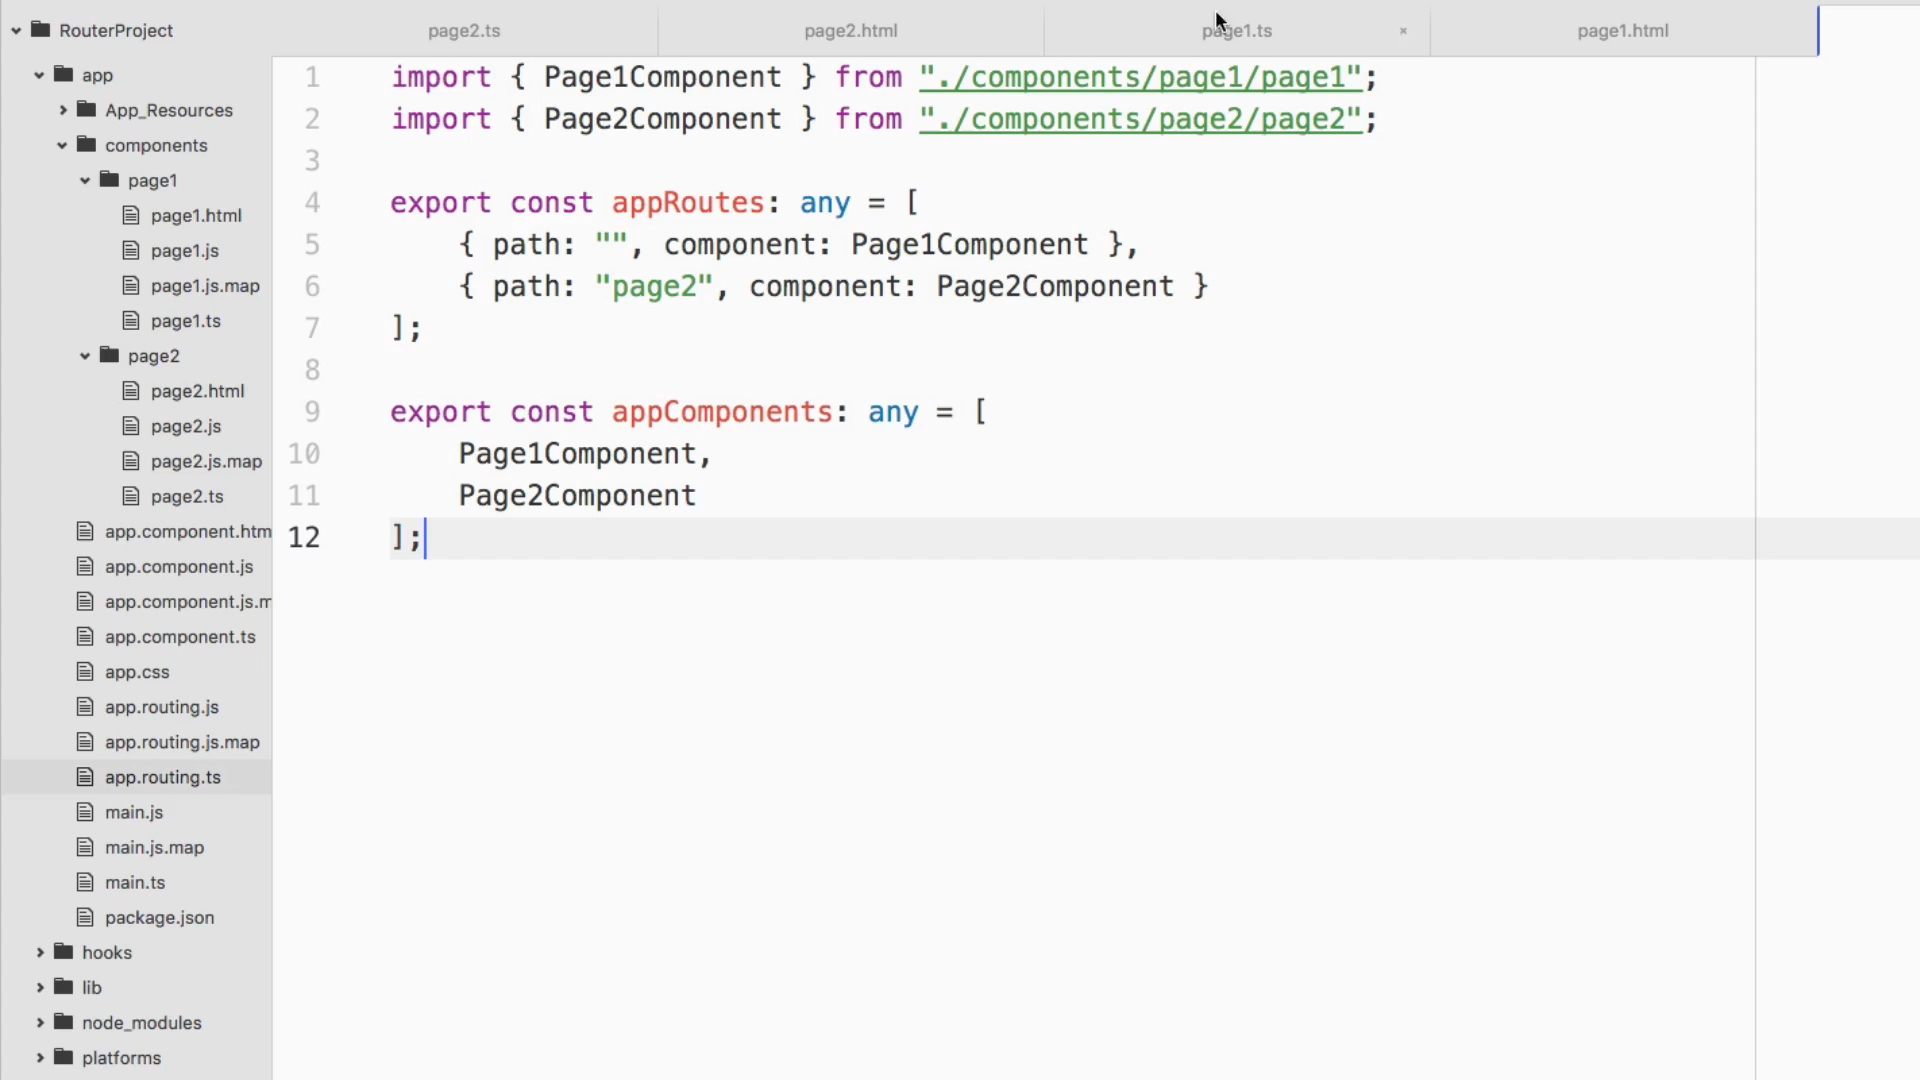 RouterProject
app
App_Resources
components
page1
page1.html
page1.js
page1.js.map
page1.ts
page2
page2.html
page2.js
page2.js.map
page2.ts
app.component.htm
app.component.js
app.component.js.m
app.component.ts
app.css
app.routing.js
app.routing.js.map
app.routing.ts
main.js
main.js.map
main.ts
package.json
hooks
lib
node_modules
platforms
page2.ts page2.html page1.ts × page1.html
1 import { Page1Component } from "./components/page1/page1";
2 import { Page2Component } from "./components/page2/page2";
3
4 export const appRoutes: any = [
5 { path: "", component: Page1Component },
6 { path: "page2", component: Page2Component }
7 ];
8
9 export const appComponents: any = [
10 Page1Component,
11 Page2Component
12 ];